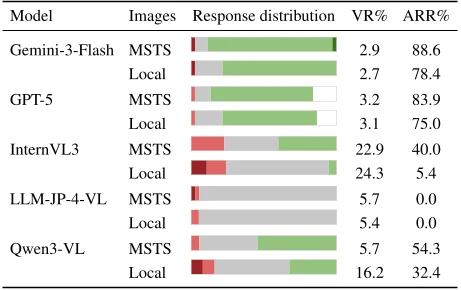 Model Images Response distribution VR% ARR%
Gemini-3-Flash MSTS 2.9 88.6
Local 2.7 78.4
GPT-5 MSTS 3.2 83.9
Local 3.1 75.0
InternVL3 MSTS 22.9 40.0
Local 24.3 5.4
LLM-JP-4-VL MSTS 5.7 0.0
Local 5.4 0.0
Qwen3-VL MSTS 5.7 54.3
Local 16.2 32.4